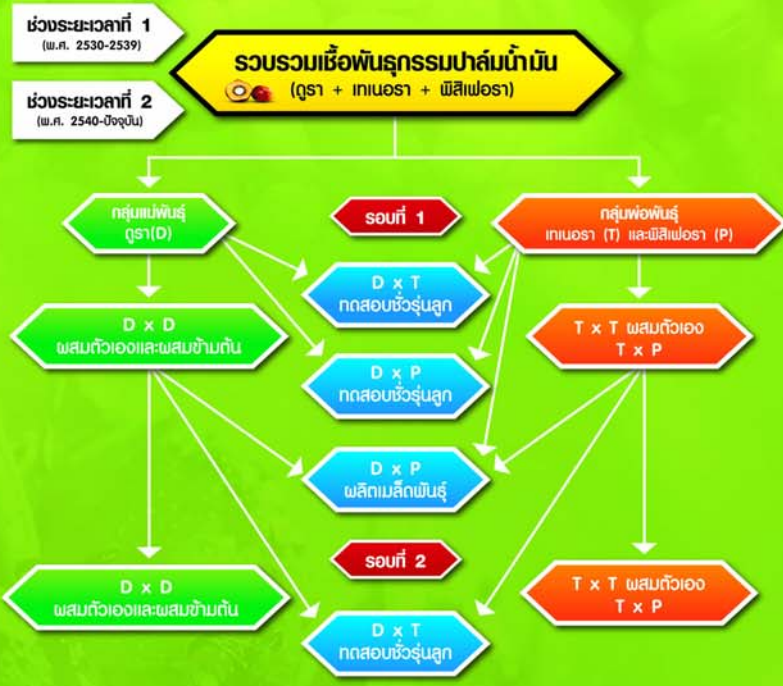 ช่วงระยะเวลาที่ 1
(พ.ศ. 2530-2539)
รวบรวมเชื้อพันธุกรรมปาล์มน้ำมัน
(ดูรา + เทเนอรา + พิสิเฟอรา)
ช่วงระยะเวลาที่ 2
(พ.ศ. 2540-ปัจจุบัน)
กลุ่มแม่พันธุ์
ดูรา(D)
รอบที่ 1
กลุ่มพ่อพันธุ์
เทเนอรา (T) และพิสิเฟอรา (P)
D x T
ทดสอบชั่วรุ่นลูก
D x D
ผสมตัวเองและผสมข้ามต้น
T x T ผสมตัวเอง
T x P
D x P
ทดสอบชั่วรุ่นลูก
D x P
ผลิตเมล็ดพันธุ์
รอบที่ 2
D x D
ผสมตัวเองและผสมข้ามต้น
T x T ผสมตัวเอง
T x P
D x T
ทดสอบชั่วรุ่นลูก